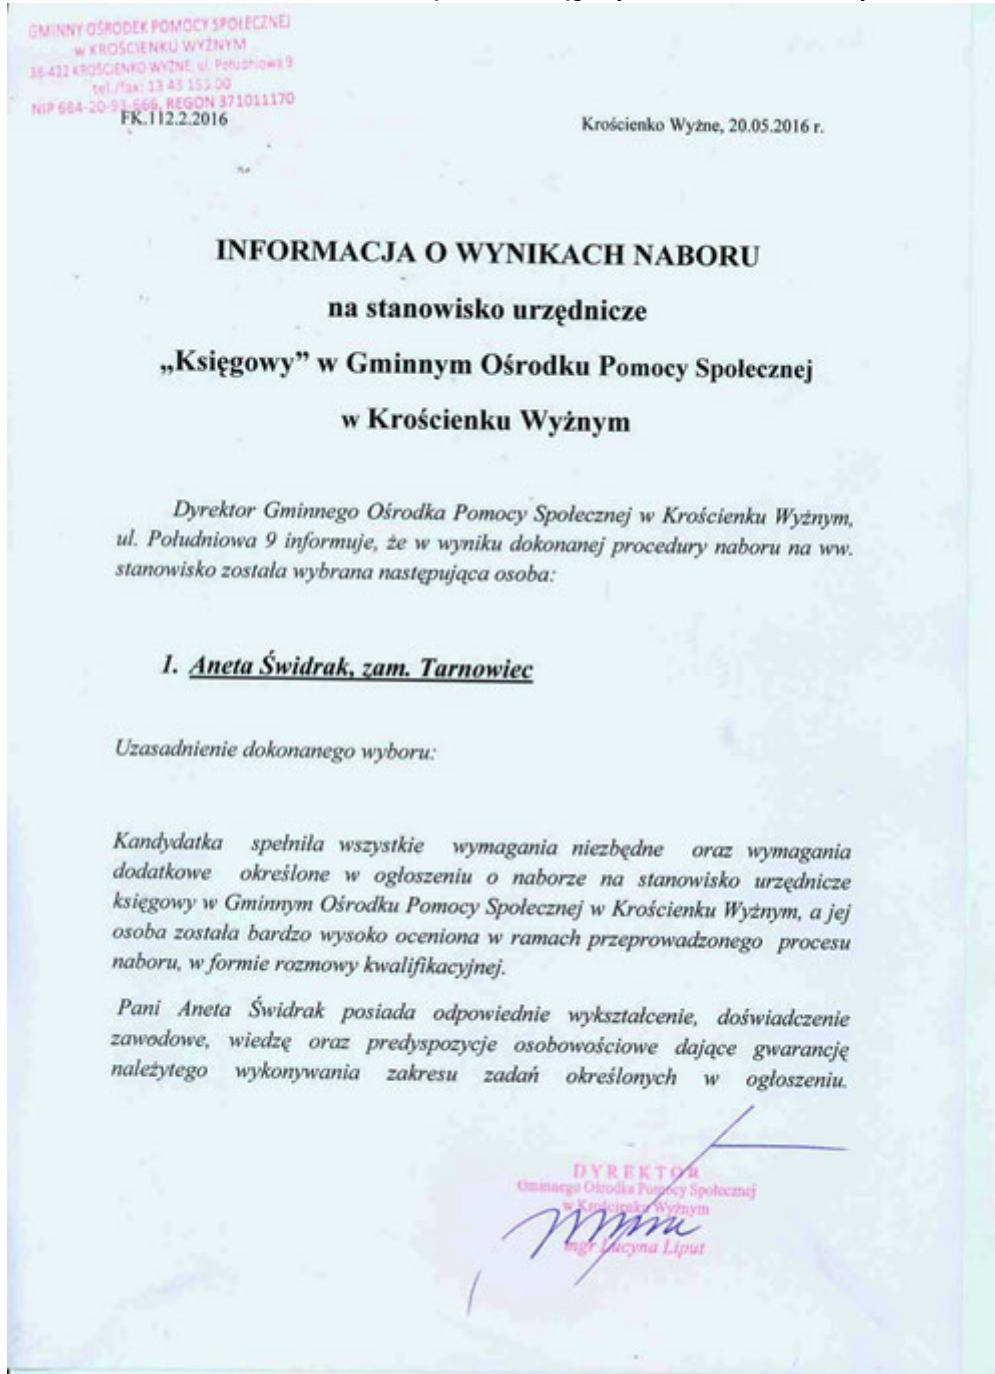 GMINNY OŚRODEK POMOCY SPOŁECZNEJ
w KROŚCIENKU WYŻNYM
38-422 KROŚCIENKO WYŻNE, ul. Południowa 9
tel./fax: 13 43 153 00
NIP 684-20-93-666, REGON 371011170
FK.112.2.2016
Krościenko Wyżne, 20.05.2016 r.
INFORMACJA O WYNIKACH NABORU
na stanowisko urzędnicze
„Księgowy” w Gminnym Ośrodku Pomocy Społecznej
w Krościenku Wyżnym
Dyrektor Gminnego Ośrodka Pomocy Społecznej w Krościenku Wyżnym,
ul. Południowa 9 informuje, że w wyniku dokonanej procedury naboru na ww.
stanowisko została wybrana następująca osoba:
1. Aneta Świdrak, zam. Tarnowiec
Uzasadnienie dokonanego wyboru:
Kandydatka spełniła wszystkie wymagania niezbędne oraz wymagania
dodatkowe określone w ogłoszeniu o naborze na stanowisko urzędnicze
księgowy w Gminnym Ośrodku Pomocy Społecznej w Krościenku Wyżnym, a jej
osoba została bardzo wysoko oceniona w ramach przeprowadzonego procesu
naboru, w formie rozmowy kwalifikacyjnej.
Pani Aneta Świdrak posiada odpowiednie wykształcenie, doświadczenie
zawodowe, wiedzę oraz predyspozycje osobowościowe dające gwarancję
należytego wykonywania zakresu zadań określonych w ogłoszeniu.
DYREKTOR
Gminnego Ośrodka Pomocy Społecznej
w Krościenku Wyżnym
mgr Lucyna Liput